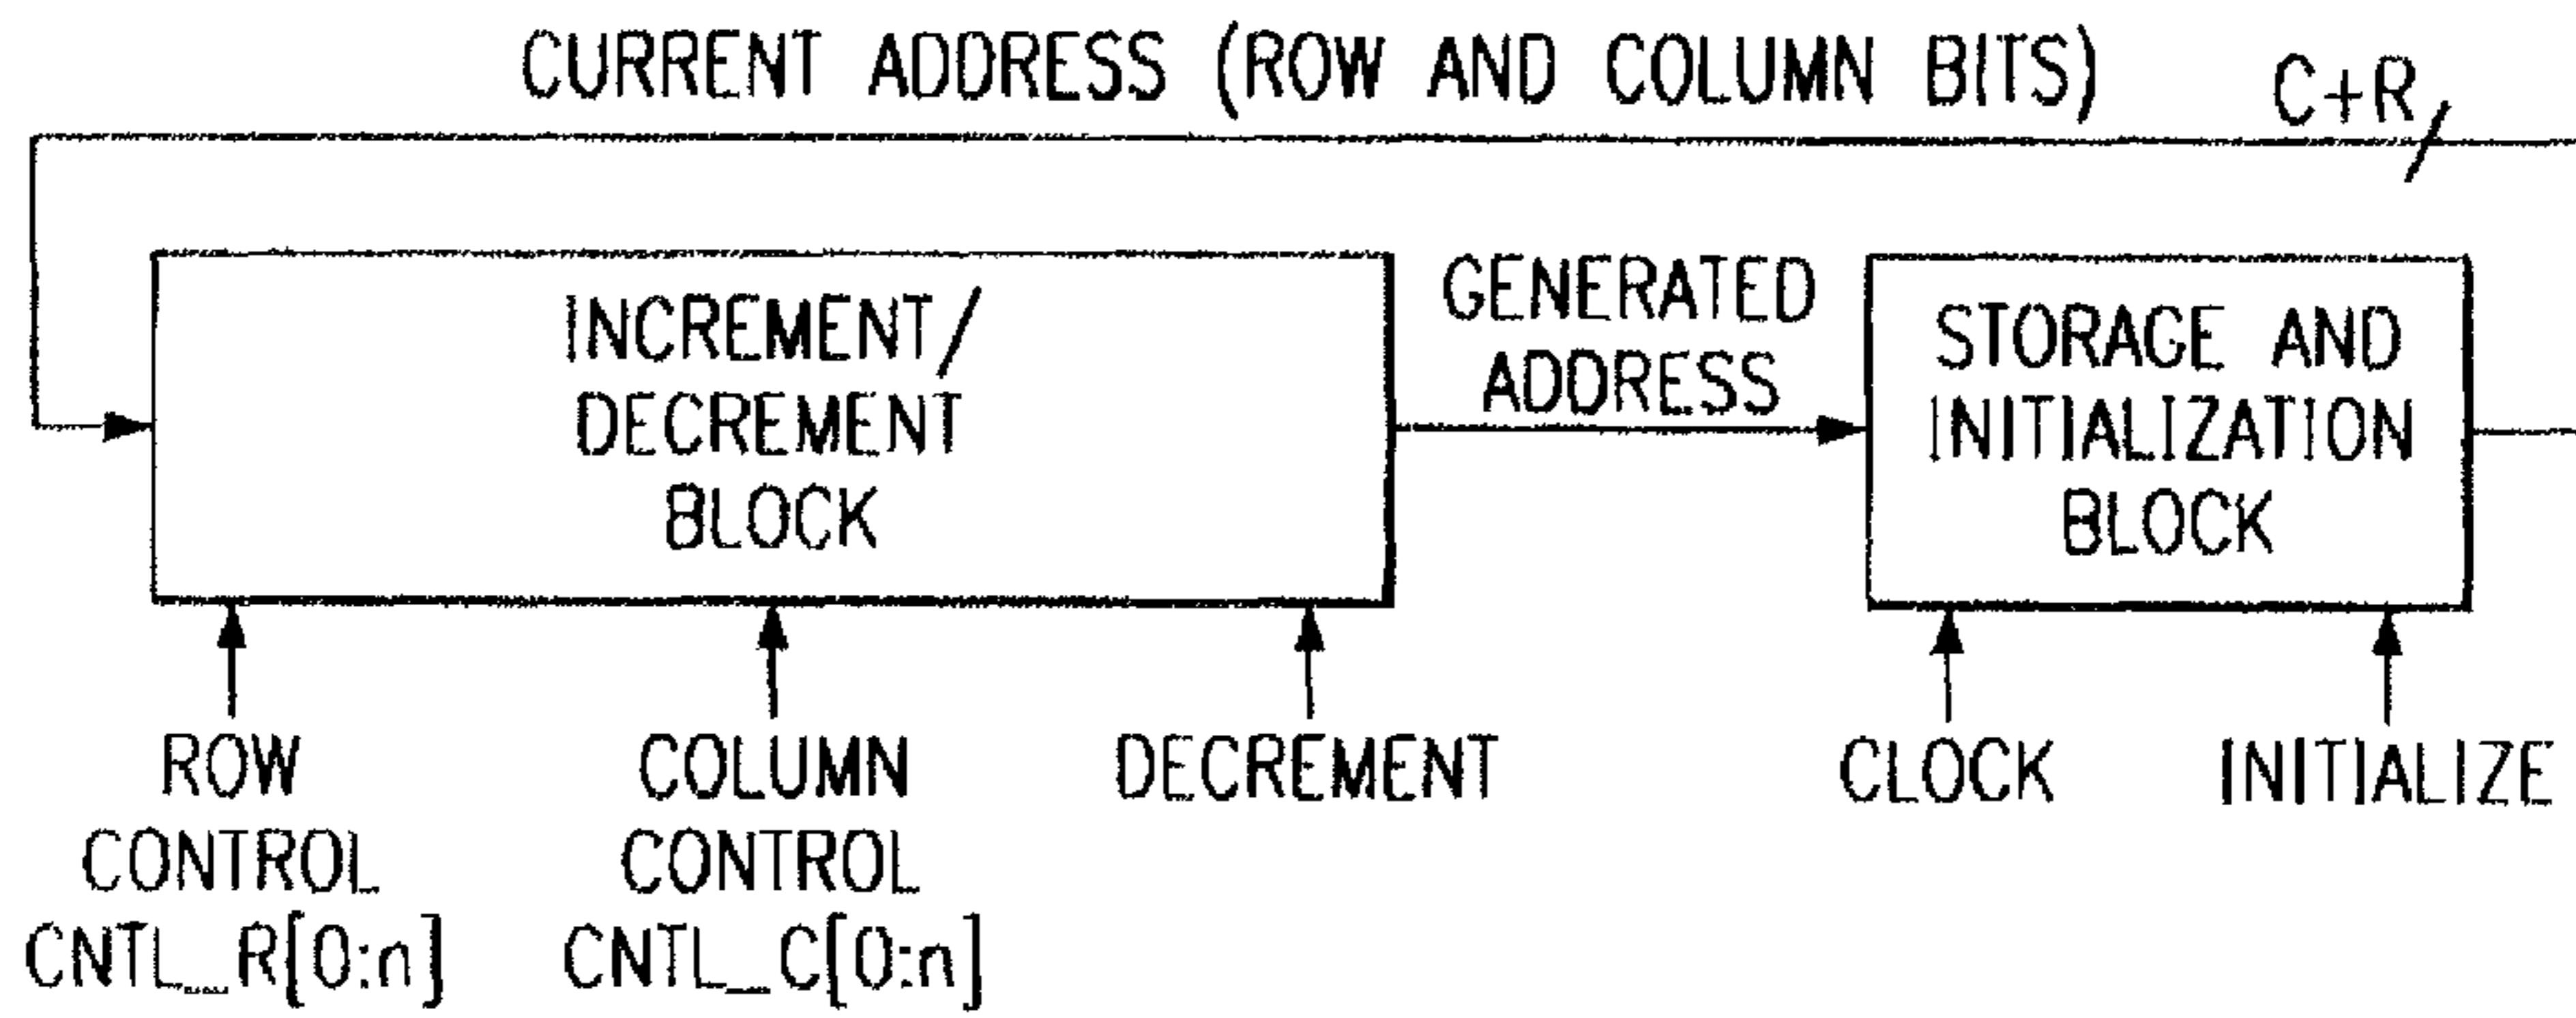 CURRENT ADDRESS (ROW AND COLUMN BITS)
C+R
INCREMENT/
DECREMENT
BLOCK
GENERATED
ADDRESS
STORAGE AND
INITIALIZATION
BLOCK
ROW
CONTROL
CNTL_R[0:n]
COLUMN
CONTROL
CNTL_C[0:n]
DECREMENT
CLOCK
INITIALIZE